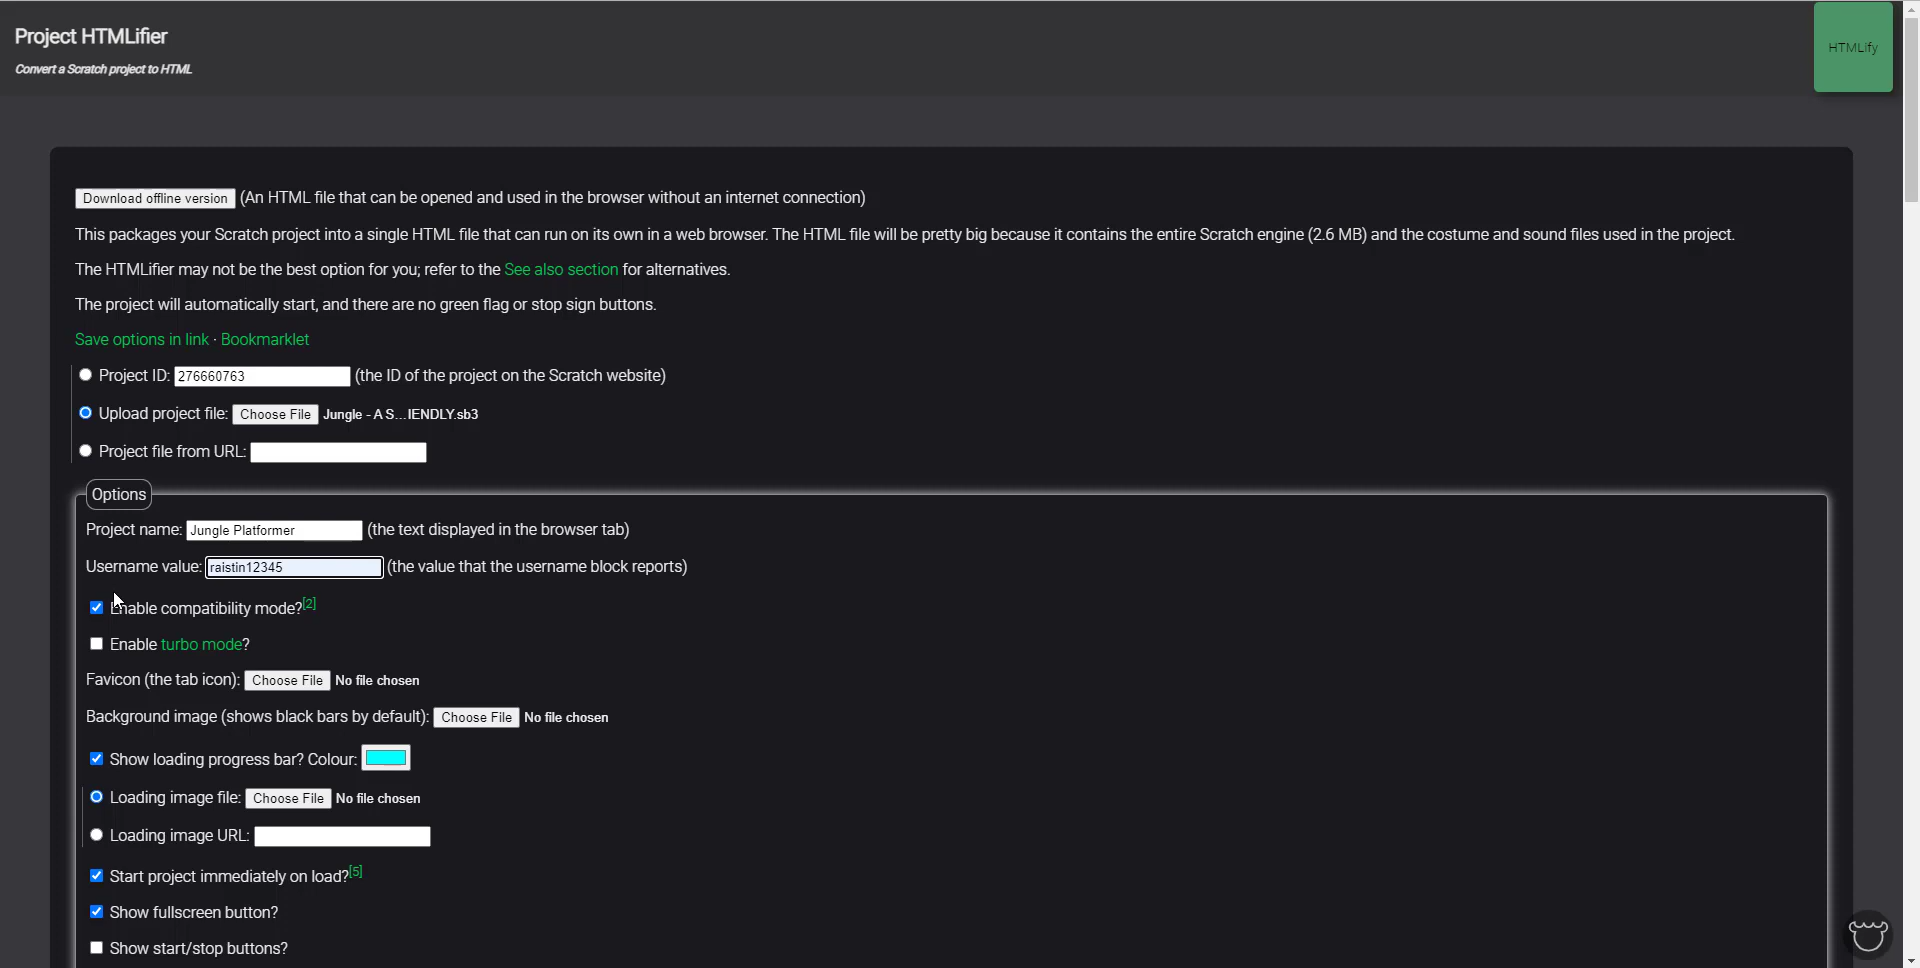 Project HTMLifier
HTMLify
Convert a Scratch project to HTML
Download offline version (An HTML file that can be opened and used in the browser without an internet connection)
This packages your Scratch project into a single HTML file that can run on its own in a web browser. The HTML file will be pretty big because it contains the entire Scratch engine (2.6 MB) and the costume and sound files used in the project.
The HTMLifier may not be the best option for you; refer to the See also section for alternatives.
The project will automatically start, and there are no green flag or stop sign buttons.
Save options in link · Bookmarklet
Project ID: 276660763 (the ID of the project on the Scratch website)
Upload project file: Choose File Jungle - A S...IENDLY.sb3
Project file from URL:
Options
Project name: Jungle Platformer (the text displayed in the browser tab)
Username value: raistin12345 (the value that the username block reports)
Enable compatibility mode?[2]
Enable turbo mode?
Favicon (the tab icon): Choose File No file chosen
Background image (shows black bars by default): Choose File No file chosen
Show loading progress bar? Colour:
Loading image file: Choose File No file chosen
Loading image URL:
Start project immediately on load?[5]
Show fullscreen button?
Show start/stop buttons?